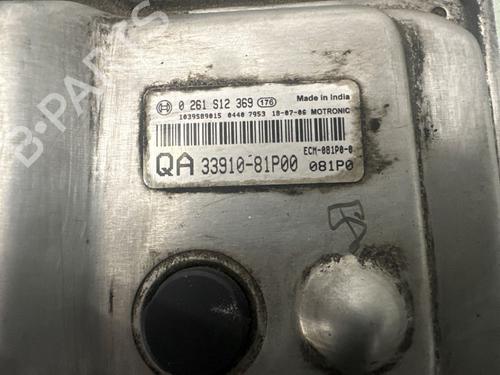 B-PARTS
0 261 S12 369 176 Made in India
1039S89015 0440 7953 18-07-06 MOTRONIC
ECM-081P0-0
QA 33910-81P00 081P0